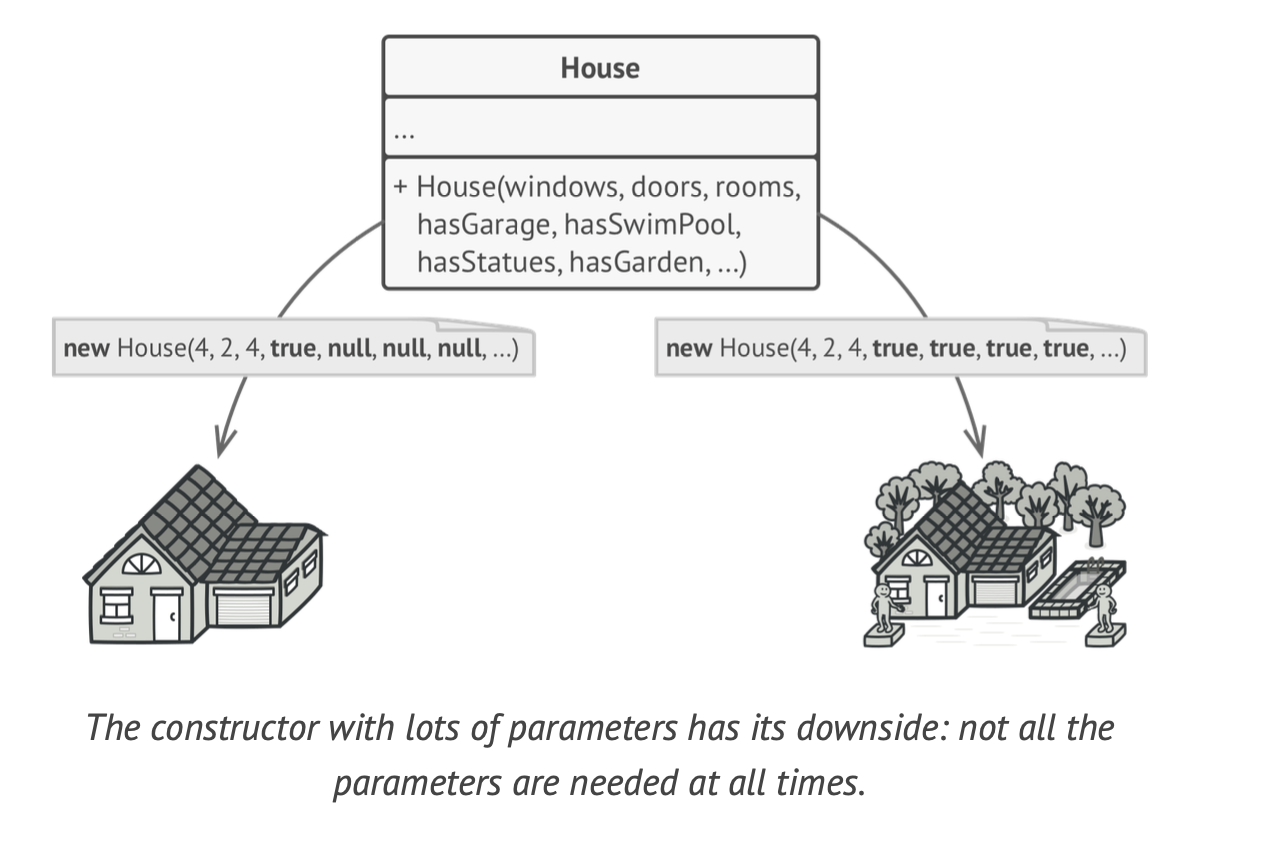 House
...
+ House(windows, doors, rooms,
hasGarage, hasSwimPool,
hasStatues, hasGarden, ...)
new House(4, 2, 4, true, null, null, null, ...)
new House(4, 2, 4, true, true, true, true, ...)
The constructor with lots of parameters has its downside: not all the
parameters are needed at all times.